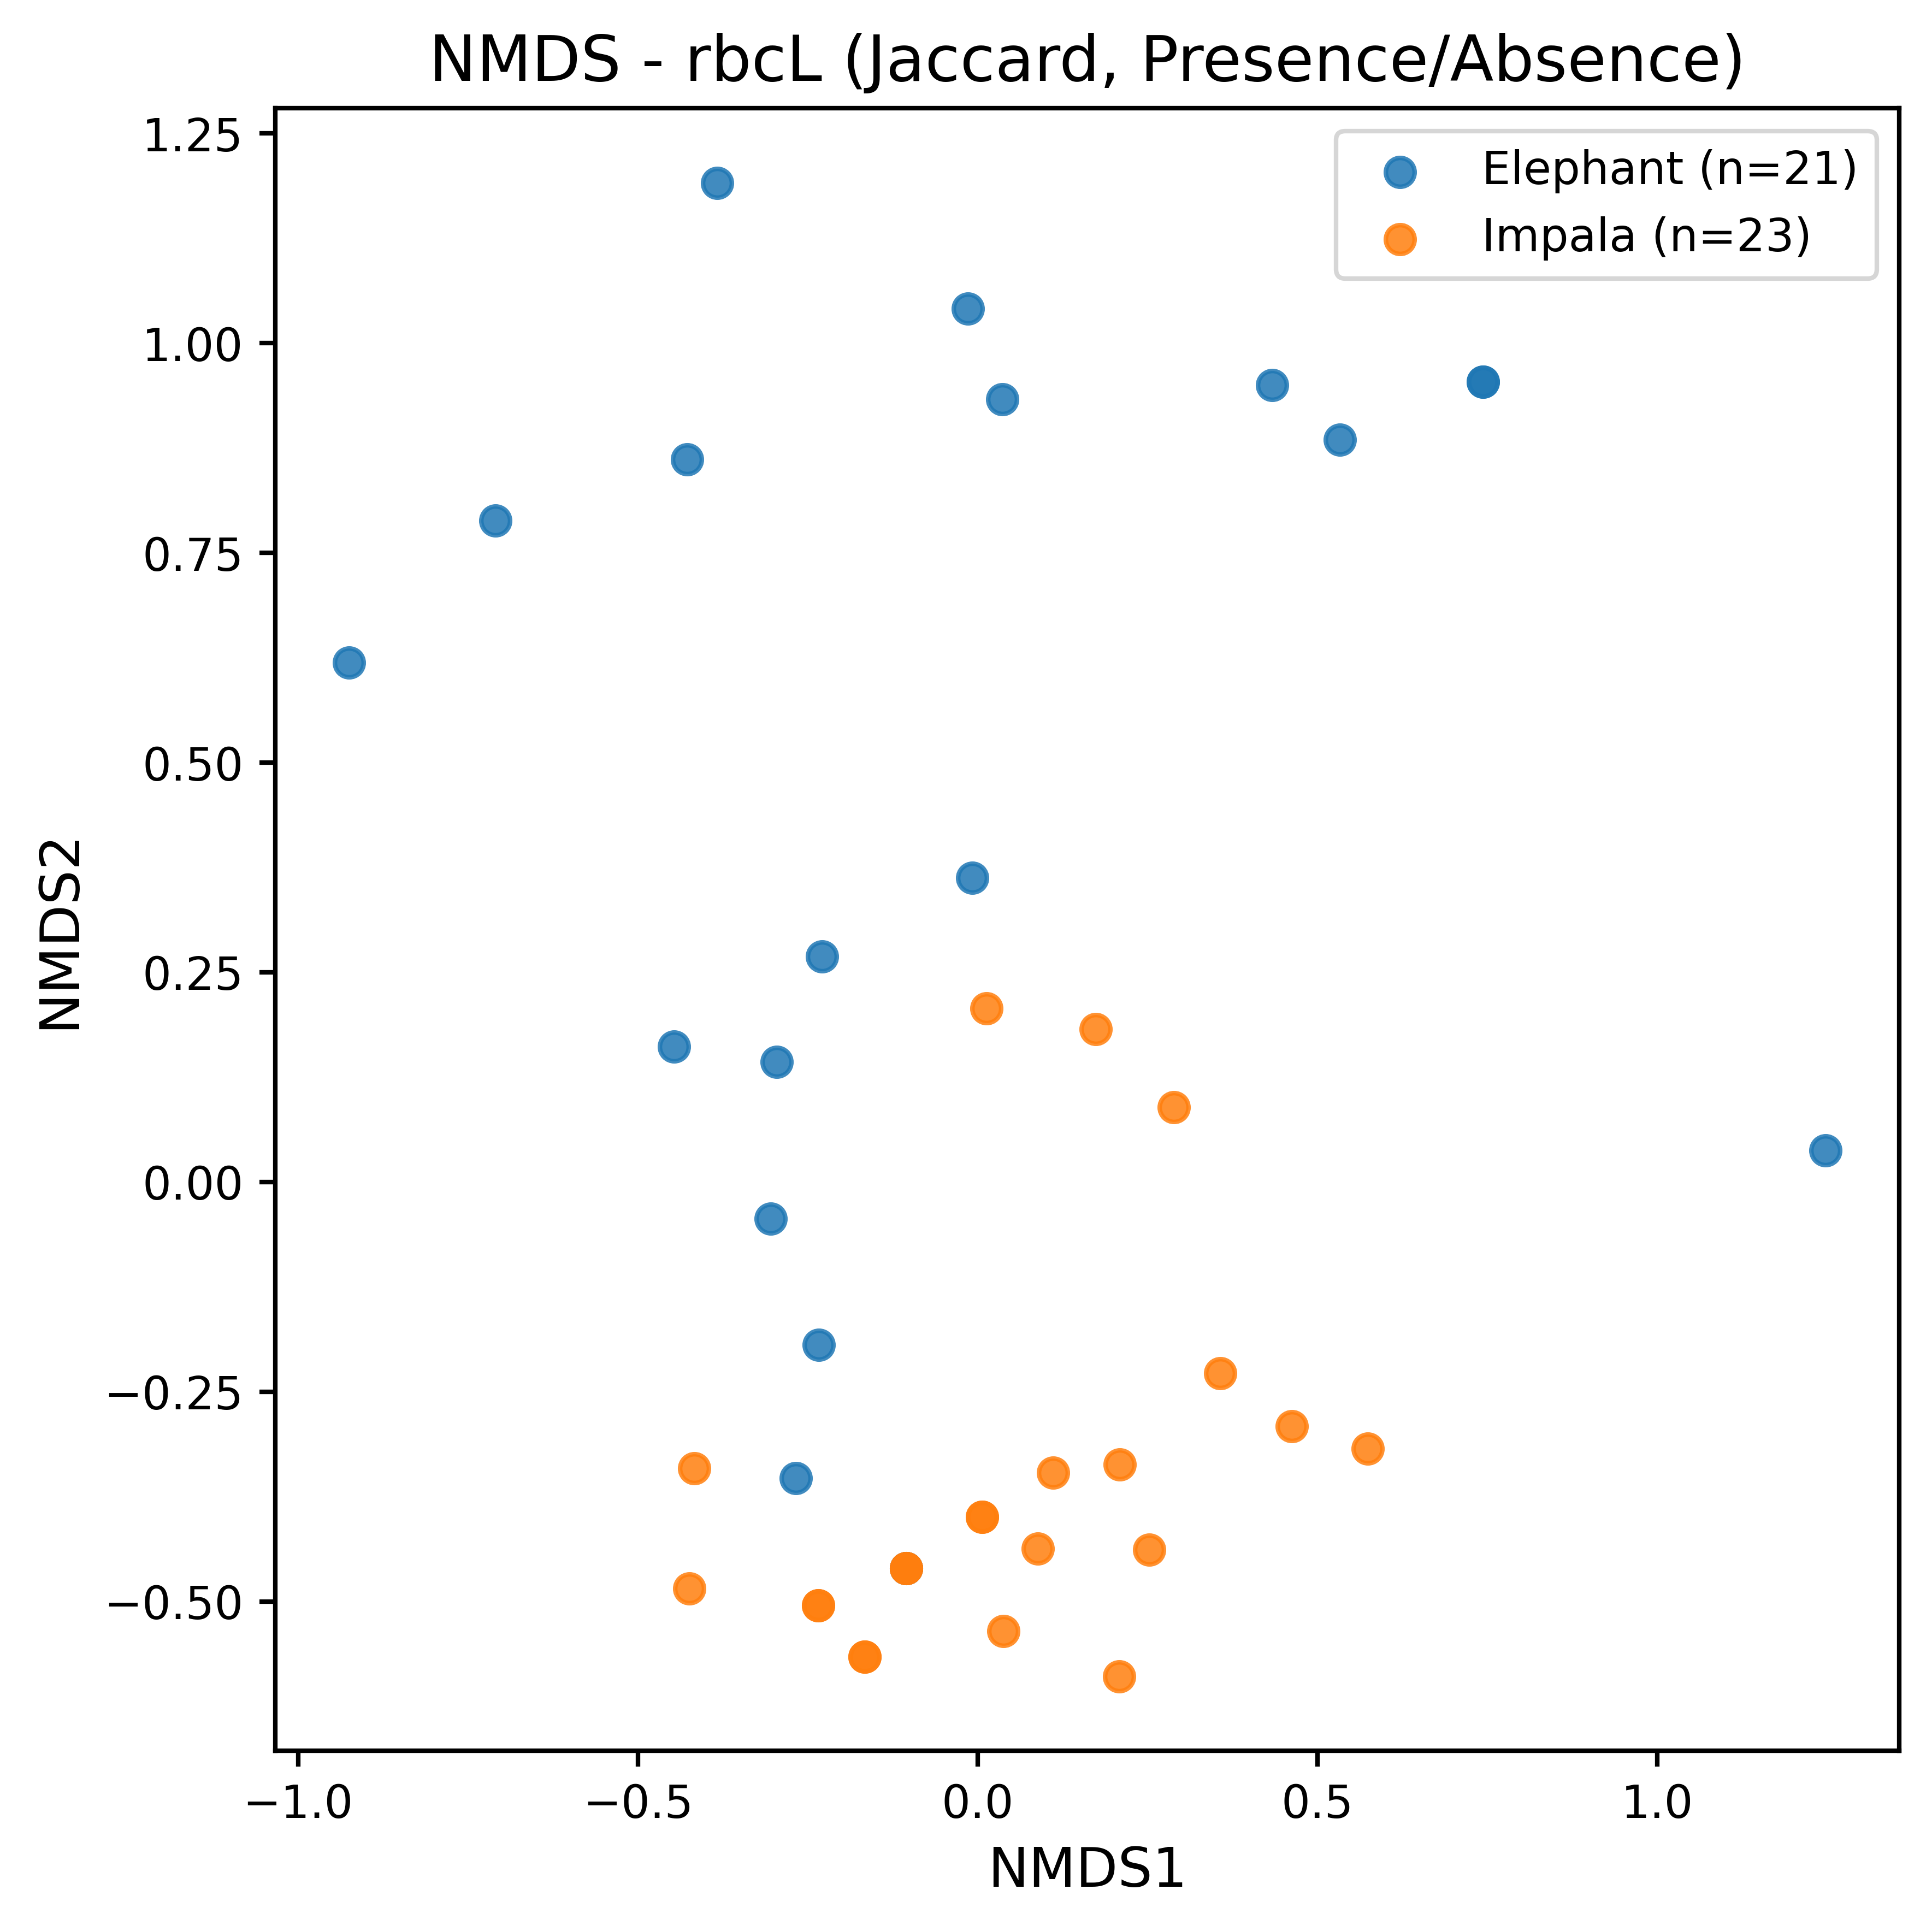 NMDS - rbcL (Jaccard, Presence/Absence)
Elephant (n=21)
Impala (n=23)
1.25
1.00
0.75
0.50
0.25
0.00
−0.25
−0.50
NMDS2
−1.0
−0.5
0.0
0.5
1.0
NMDS1